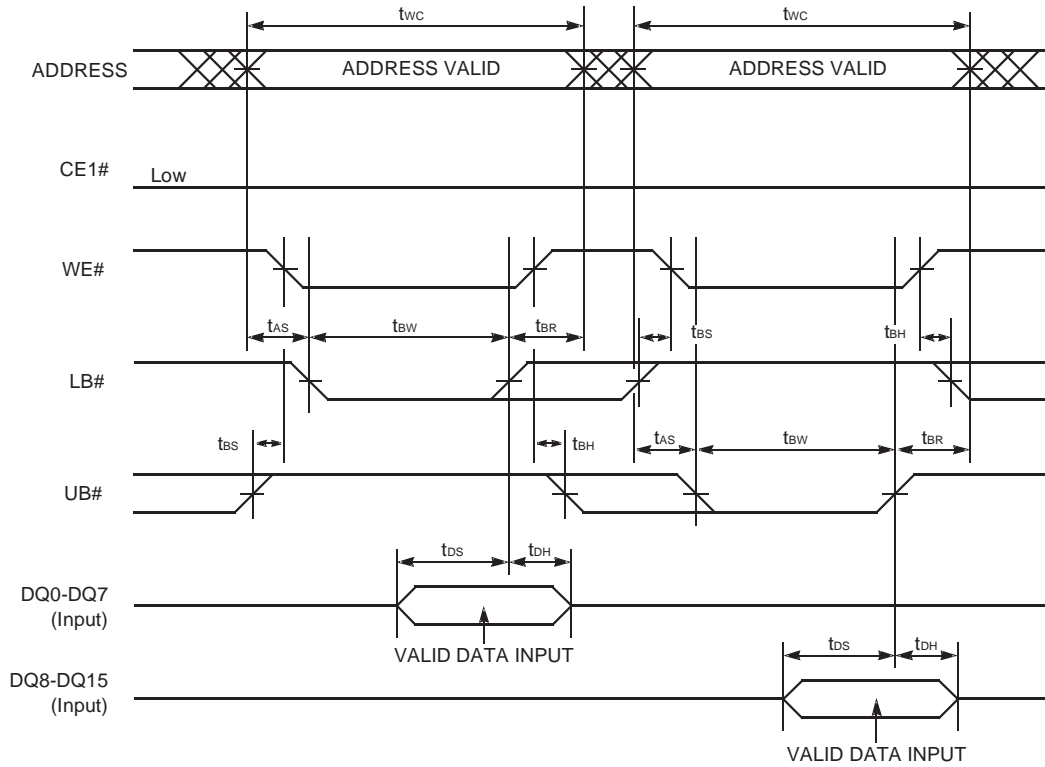 tWC tWC
ADDRESS ADDRESS VALID ADDRESS VALID
CE1# Low
WE#
tAS tBW tBR tBS tBH
LB#
tBS tBH tAS tBW tBR
UB#
tDS tDH
DQ0-DQ7
(Input)
VALID DATA INPUT
tDS tDH
DQ8-DQ15
(Input)
VALID DATA INPUT